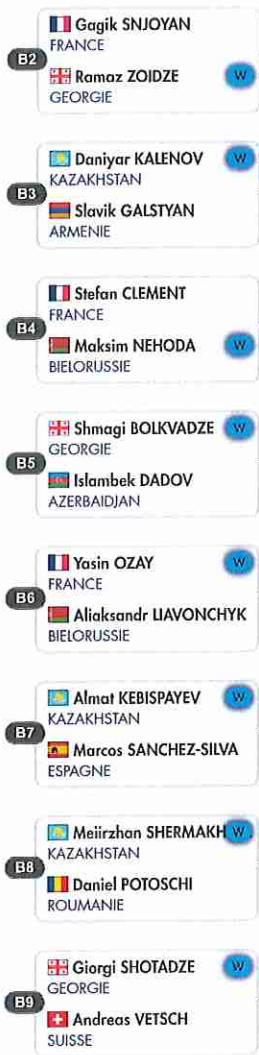 B2
Gagik SNJOYAN
FRANCE
Ramaz ZOIDZE W
GEORGIE
B3
Daniyar KALENOV W
KAZAKHSTAN
Slavik GALSTYAN
ARMENIE
B4
Stefan CLEMENT
FRANCE
Maksim NEHODA W
BIELORUSSIE
B5
Shmagi BOLKVADZE W
GEORGIE
Islambek DADOV
AZERBAIDJAN
B6
Yasin OZAY W
FRANCE
Aliaksandr LIAVONCHYK
BIELORUSSIE
B7
Almat KEBISPAYEV W
KAZAKHSTAN
Marcos SANCHEZ-SILVA
ESPAGNE
B8
Meiirzhan SHERMAKH W
KAZAKHSTAN
Daniel POTOSCHI
ROUMANIE
B9
Giorgi SHOTADZE W
GEORGIE
Andreas VETSCH
SUISSE